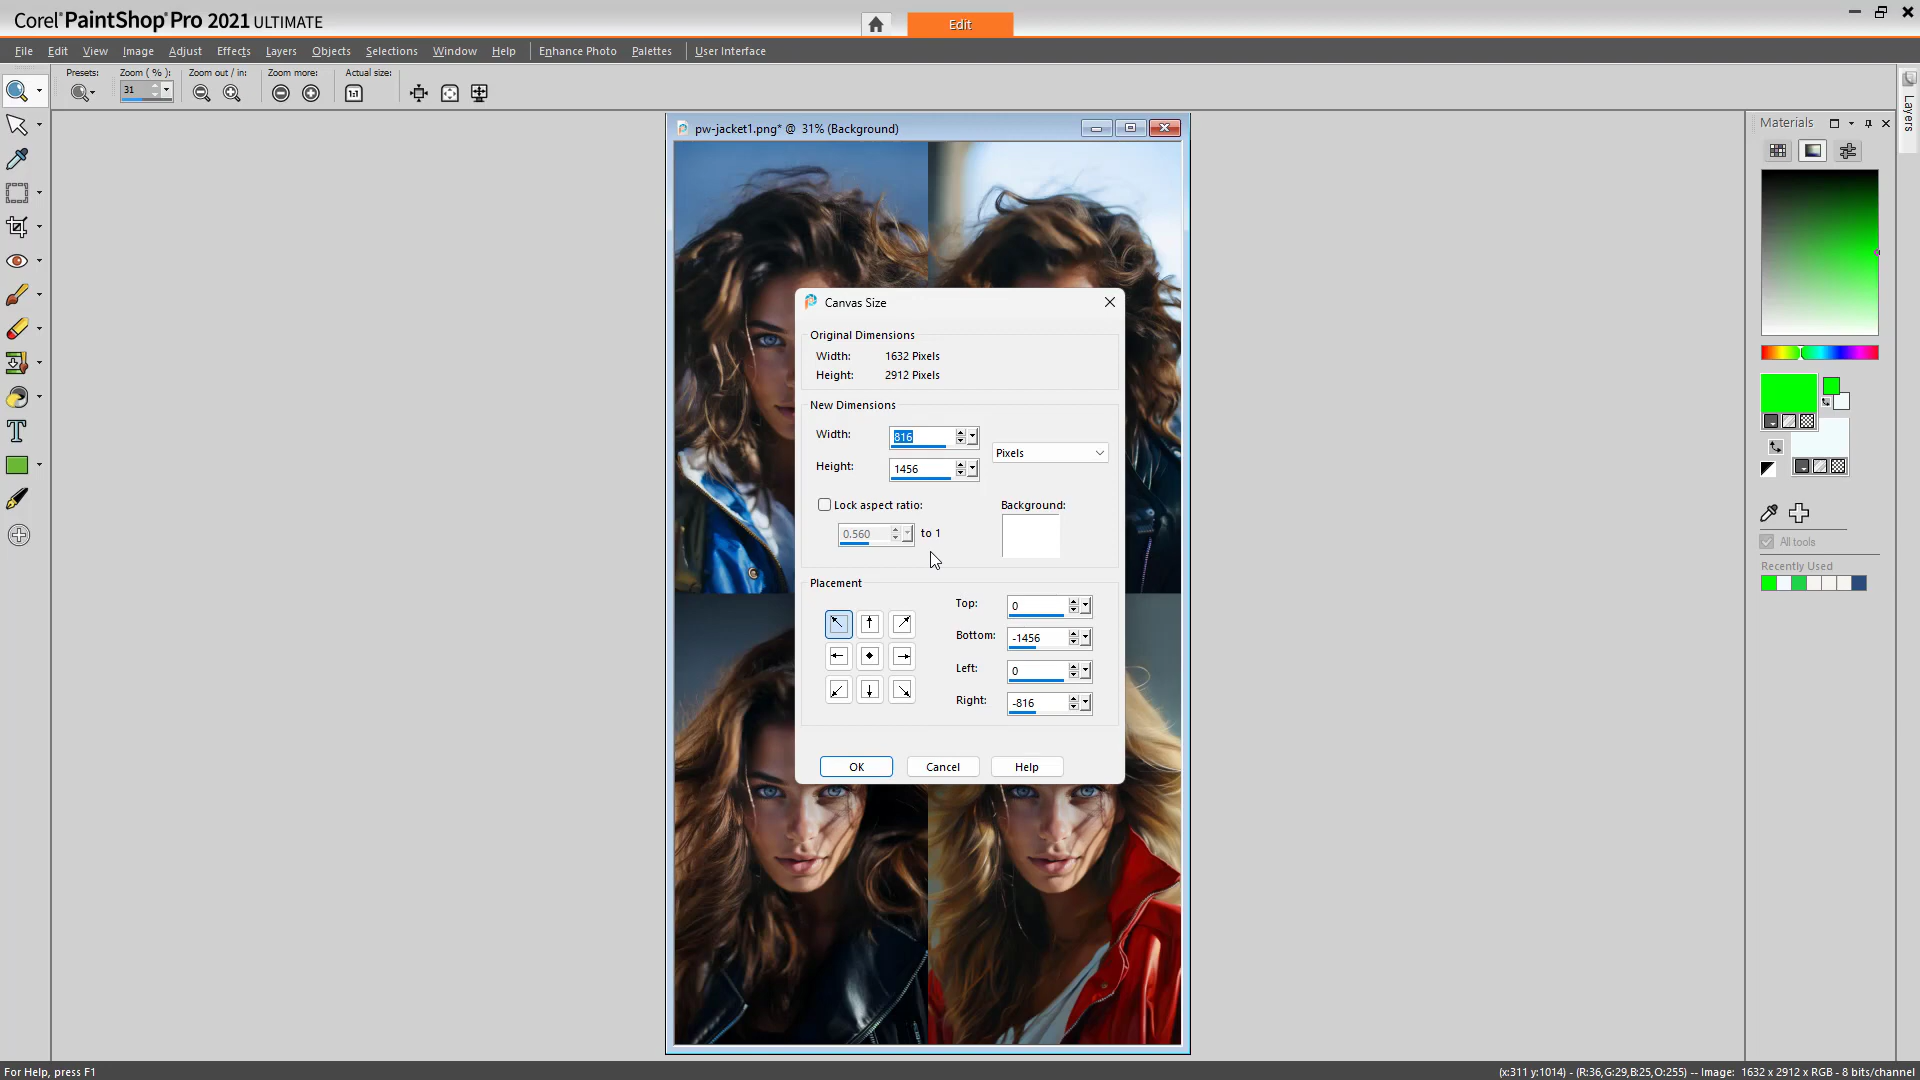 Corel® PaintShop® Pro 2021 ULTIMATE
Edit
File Edit View Image Adjust Effects Layers Objects Selections Window Help Enhance Photo Palettes User Interface
Presets: Zoom ( % ): Zoom out / in: Zoom more: Actual size:
31
1:1
Layers
Materials
pw-jacket1.png* @ 31% (Background)
Canvas Size
Original Dimensions
Width: 1632 Pixels
Height: 2912 Pixels
New Dimensions
Width: 816
Pixels
Height: 1456
Lock aspect ratio:
Background:
0.560 to 1
Placement
Top: 0
Bottom: -1456
Left: 0
Right: -816
OK
Cancel
Help
All tools
Recently Used
For Help, press F1
(x:311 y:1014) - (R:36,G:29,B:25,O:255) -- Image: 1632 x 2912 x RGB - 8 bits/channel